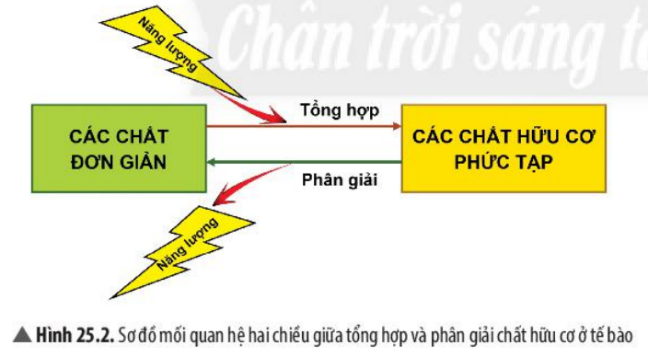 Chân trời sáng tạ
Năng lượng
Tổng hợp
CÁC CHẤT
ĐƠN GIẢN
CÁC CHẤT HỮU CƠ
PHỨC TẠP
Phân giải
Năng lượng
▲ Hình 25.2. Sơ đồ mối quan hệ hai chiều giữa tổng hợp và phân giải chất hữu cơ ở tế bào